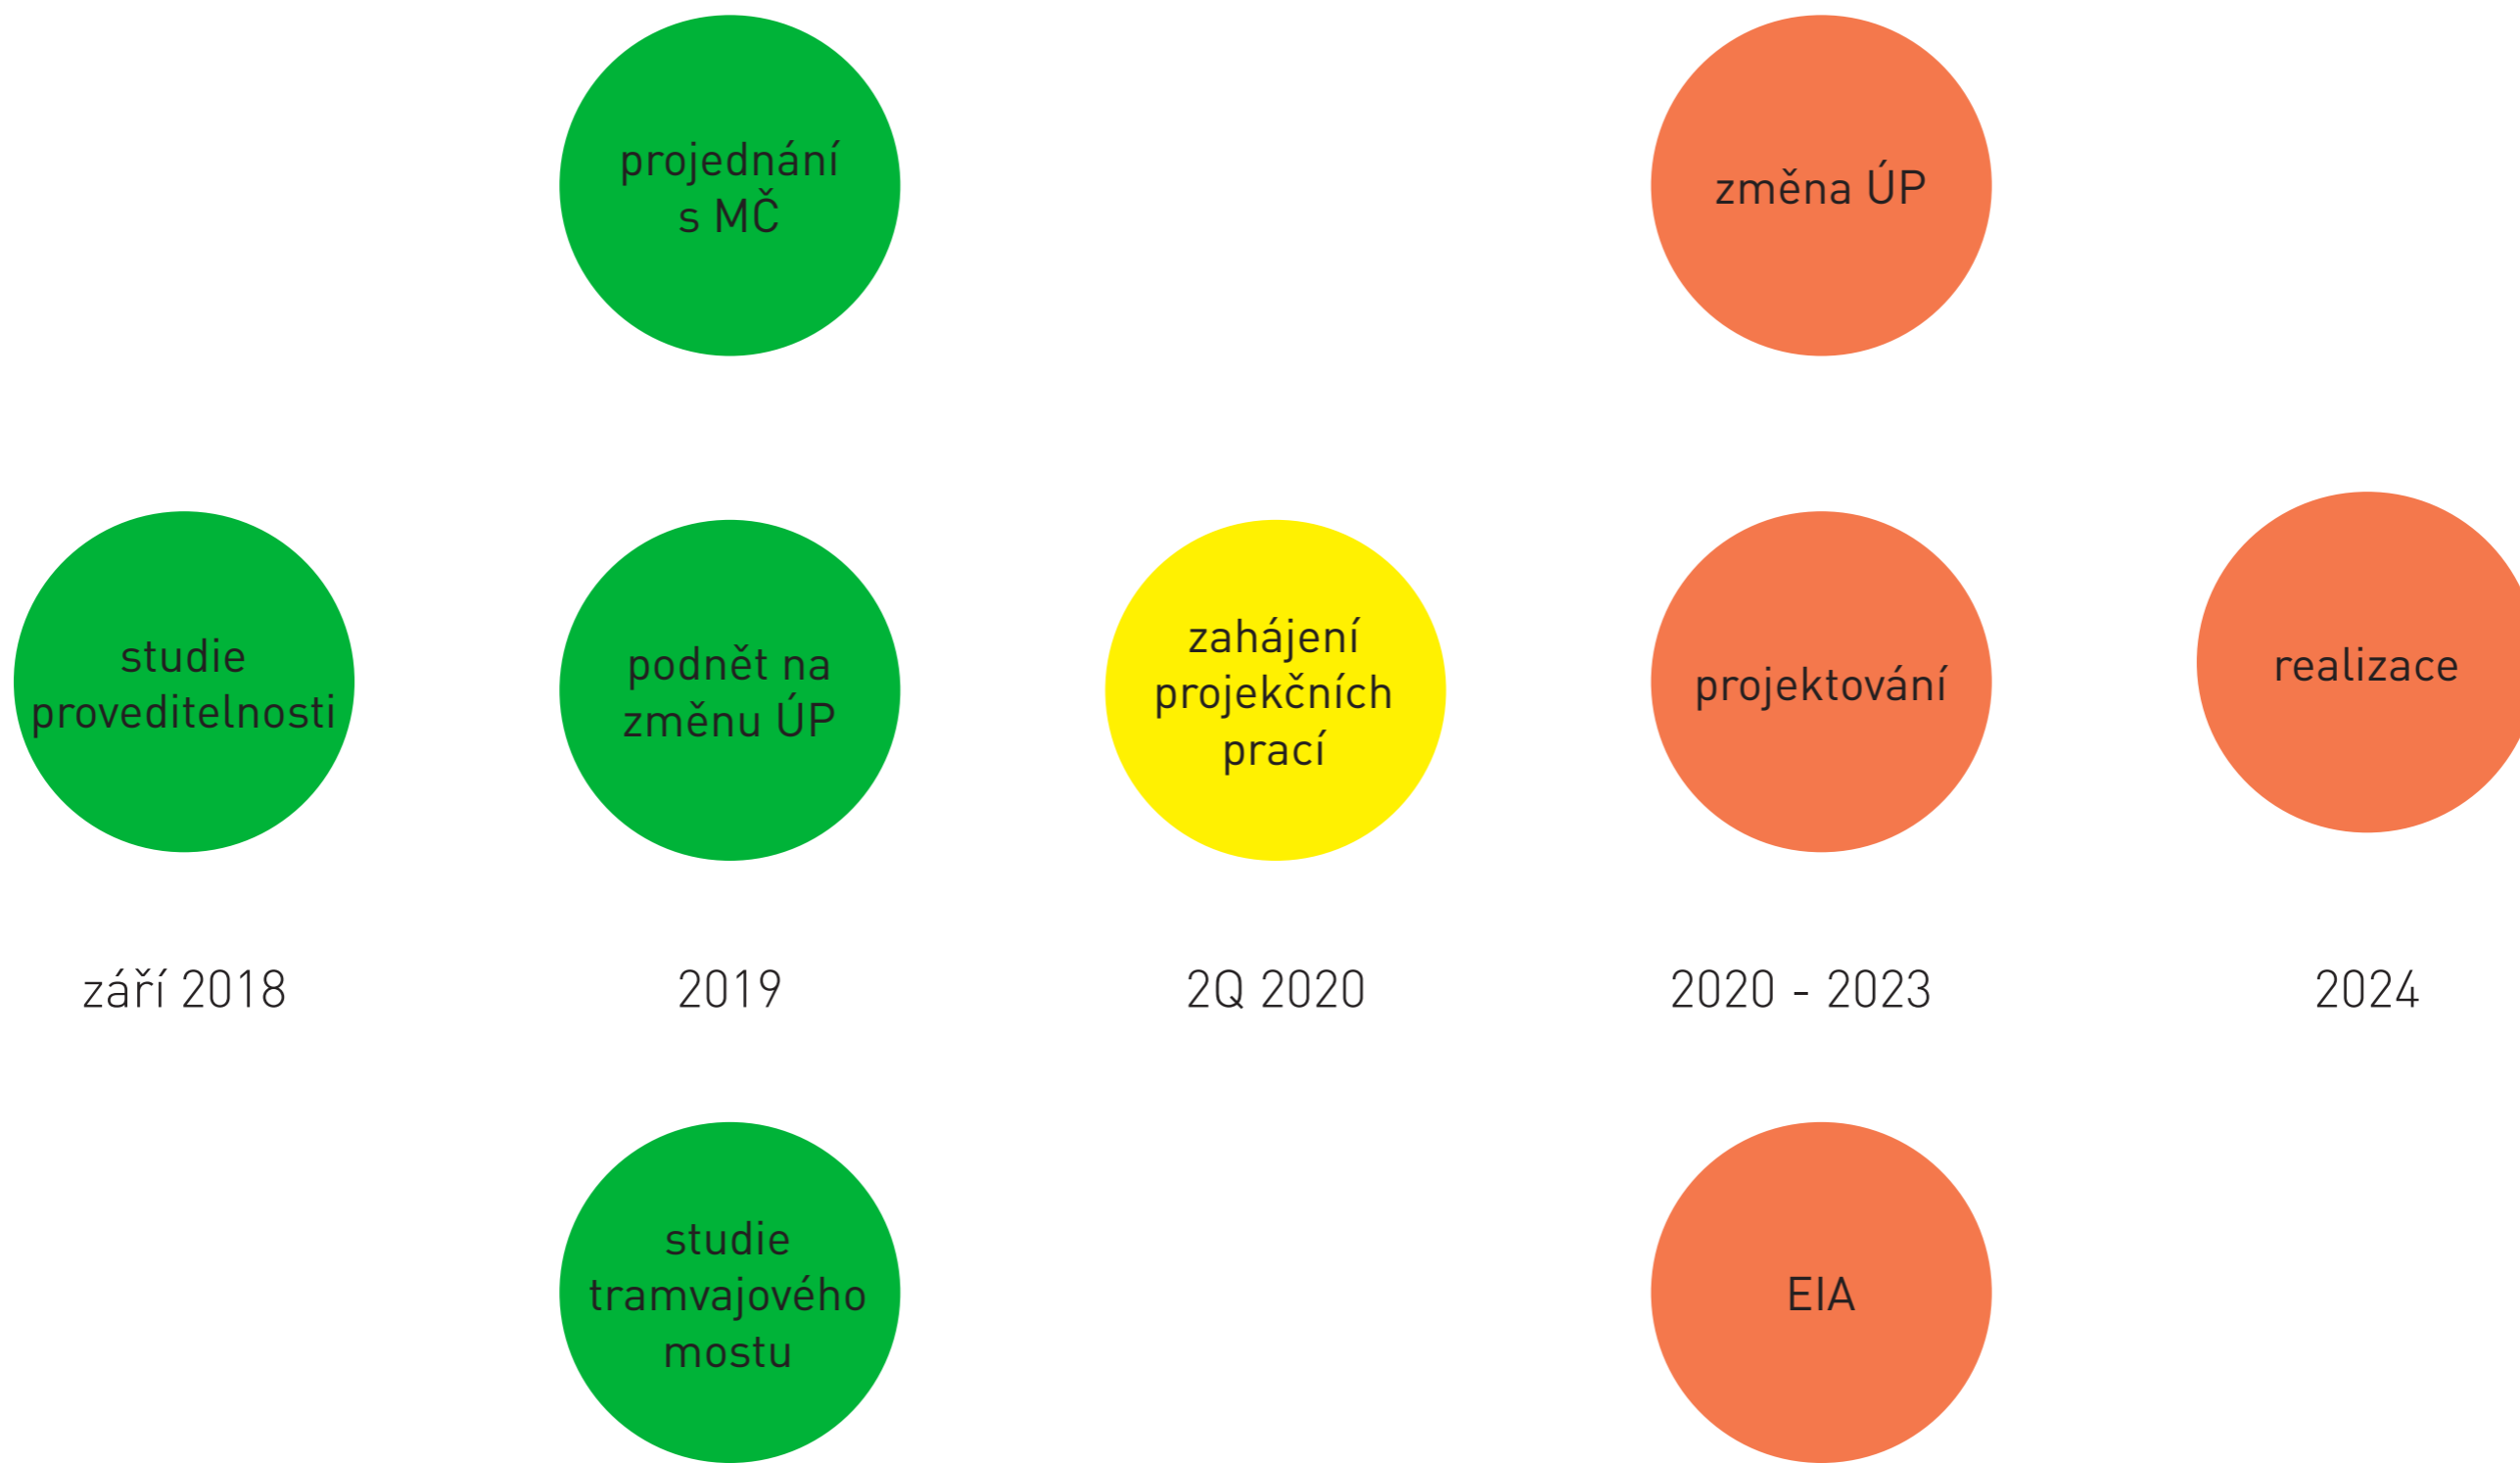 projednání
s MČ
změna ÚP
studie
proveditelnosti
podnět na
změnu ÚP
zahájení
projekčních
prací
projektování
realizace
září 2018
2019
2Q 2020
2020 - 2023
2024
studie
tramvajového
mostu
EIA